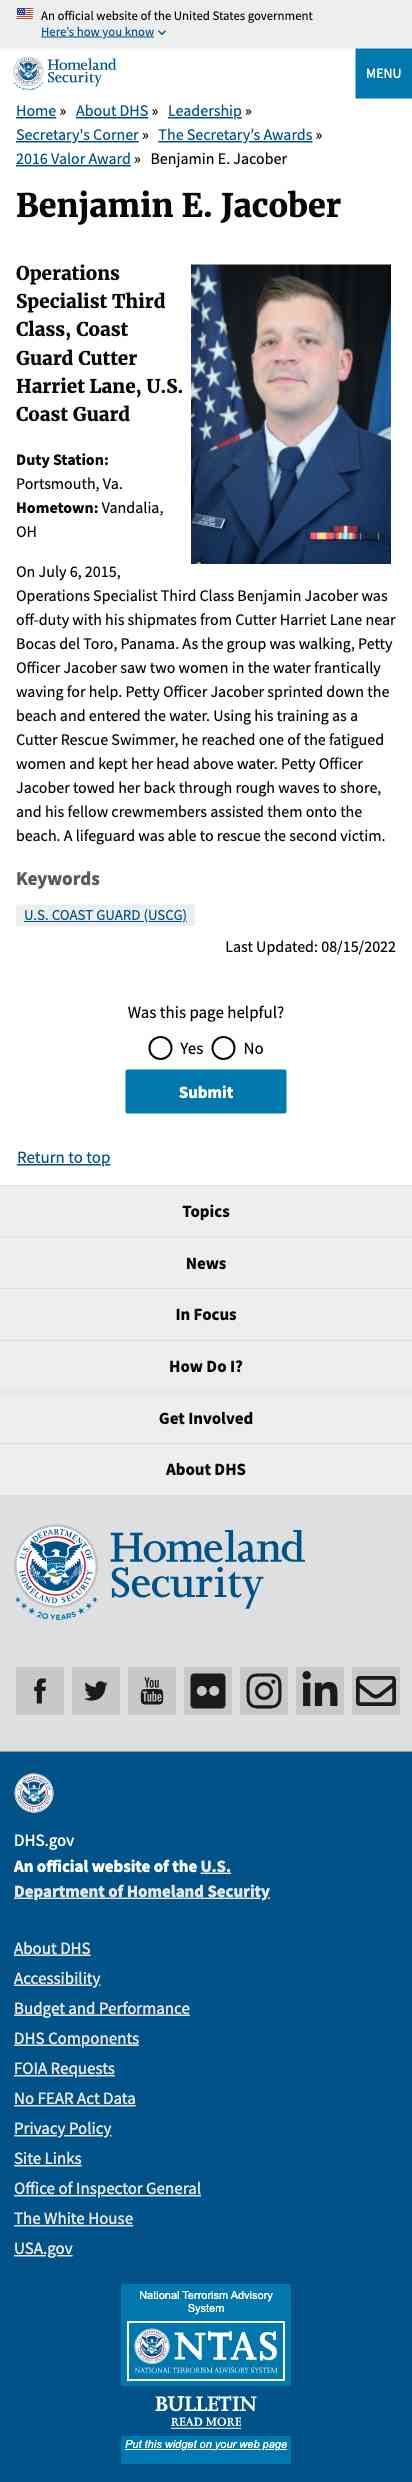 An official website of the United States government
Here's how you know
Homeland
Security
MENU
Home » About DHS » Leadership »
Secretary's Corner » The Secretary's Awards »
2016 Valor Award » Benjamin E. Jacober
Benjamin E. Jacober
Operations
Specialist Third
Class, Coast
Guard Cutter
Harriet Lane, U.S.
Coast Guard
Duty Station:
Portsmouth, Va.
Hometown: Vandalia,
OH
On July 6, 2015,
Operations Specialist Third Class Benjamin Jacober was
off-duty with his shipmates from Cutter Harriet Lane near
Bocas del Toro, Panama. As the group was walking, Petty
Officer Jacober saw two women in the water frantically
waving for help. Petty Officer Jacober sprinted down the
beach and entered the water. Using his training as a
Cutter Rescue Swimmer, he reached one of the fatigued
women and kept her head above water. Petty Officer
Jacober towed her back through rough waves to shore,
and his fellow crewmembers assisted them onto the
beach. A lifeguard was able to rescue the second victim.
Keywords
U.S. COAST GUARD (USCG)
Last Updated: 08/15/2022
Was this page helpful?
Yes No
Submit
Return to top
Topics
News
In Focus
How Do I?
Get Involved
About DHS
U.S. DEPARTMENT OF HOMELAND SECURITY
20 YEARS
Homeland
Security
You
Tube
in
DHS.gov
An official website of the U.S.
Department of Homeland Security
About DHS
Accessibility
Budget and Performance
DHS Components
FOIA Requests
No FEAR Act Data
Privacy Policy
Site Links
Office of Inspector General
The White House
USA.gov
National Terrorism Advisory
System
NTAS
NATIONAL TERRORISM ADVISORY SYSTEM
BULLETIN
READ MORE
Put this widget on your web page